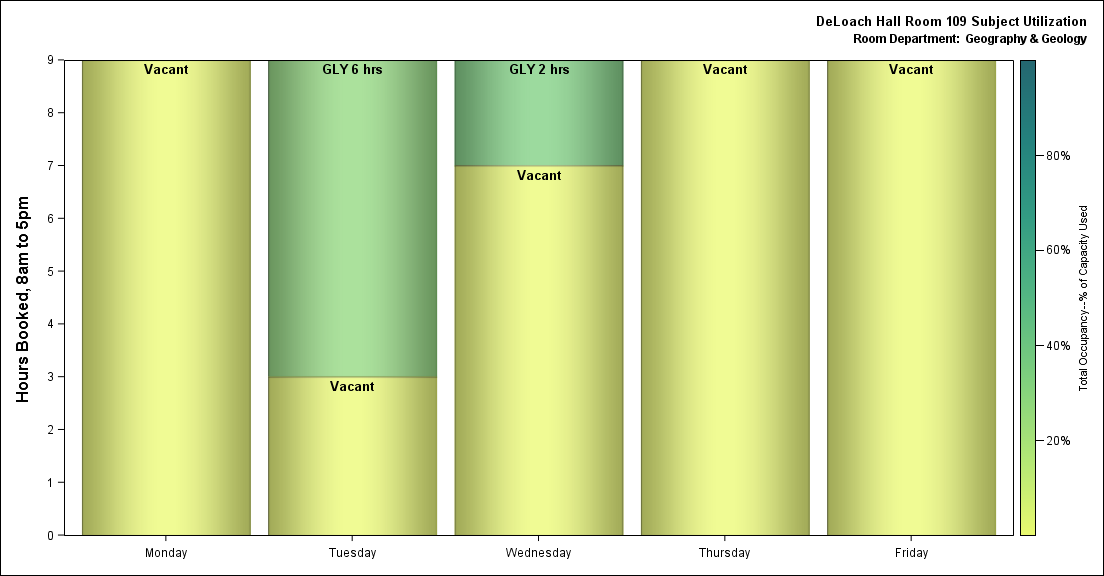 DeLoach Hall Room 109 Subject Utilization
Room Department: Geography & Geology
Hours Booked, 8am to 5pm
9
8
7
6
5
4
3
2
1
0
Vacant
GLY 6 hrs
Vacant
GLY 2 hrs
Vacant
Vacant
Vacant
Monday
Tuesday
Wednesday
Thursday
Friday
80%
60%
40%
20%
Total Occupancy--% of Capacity Used